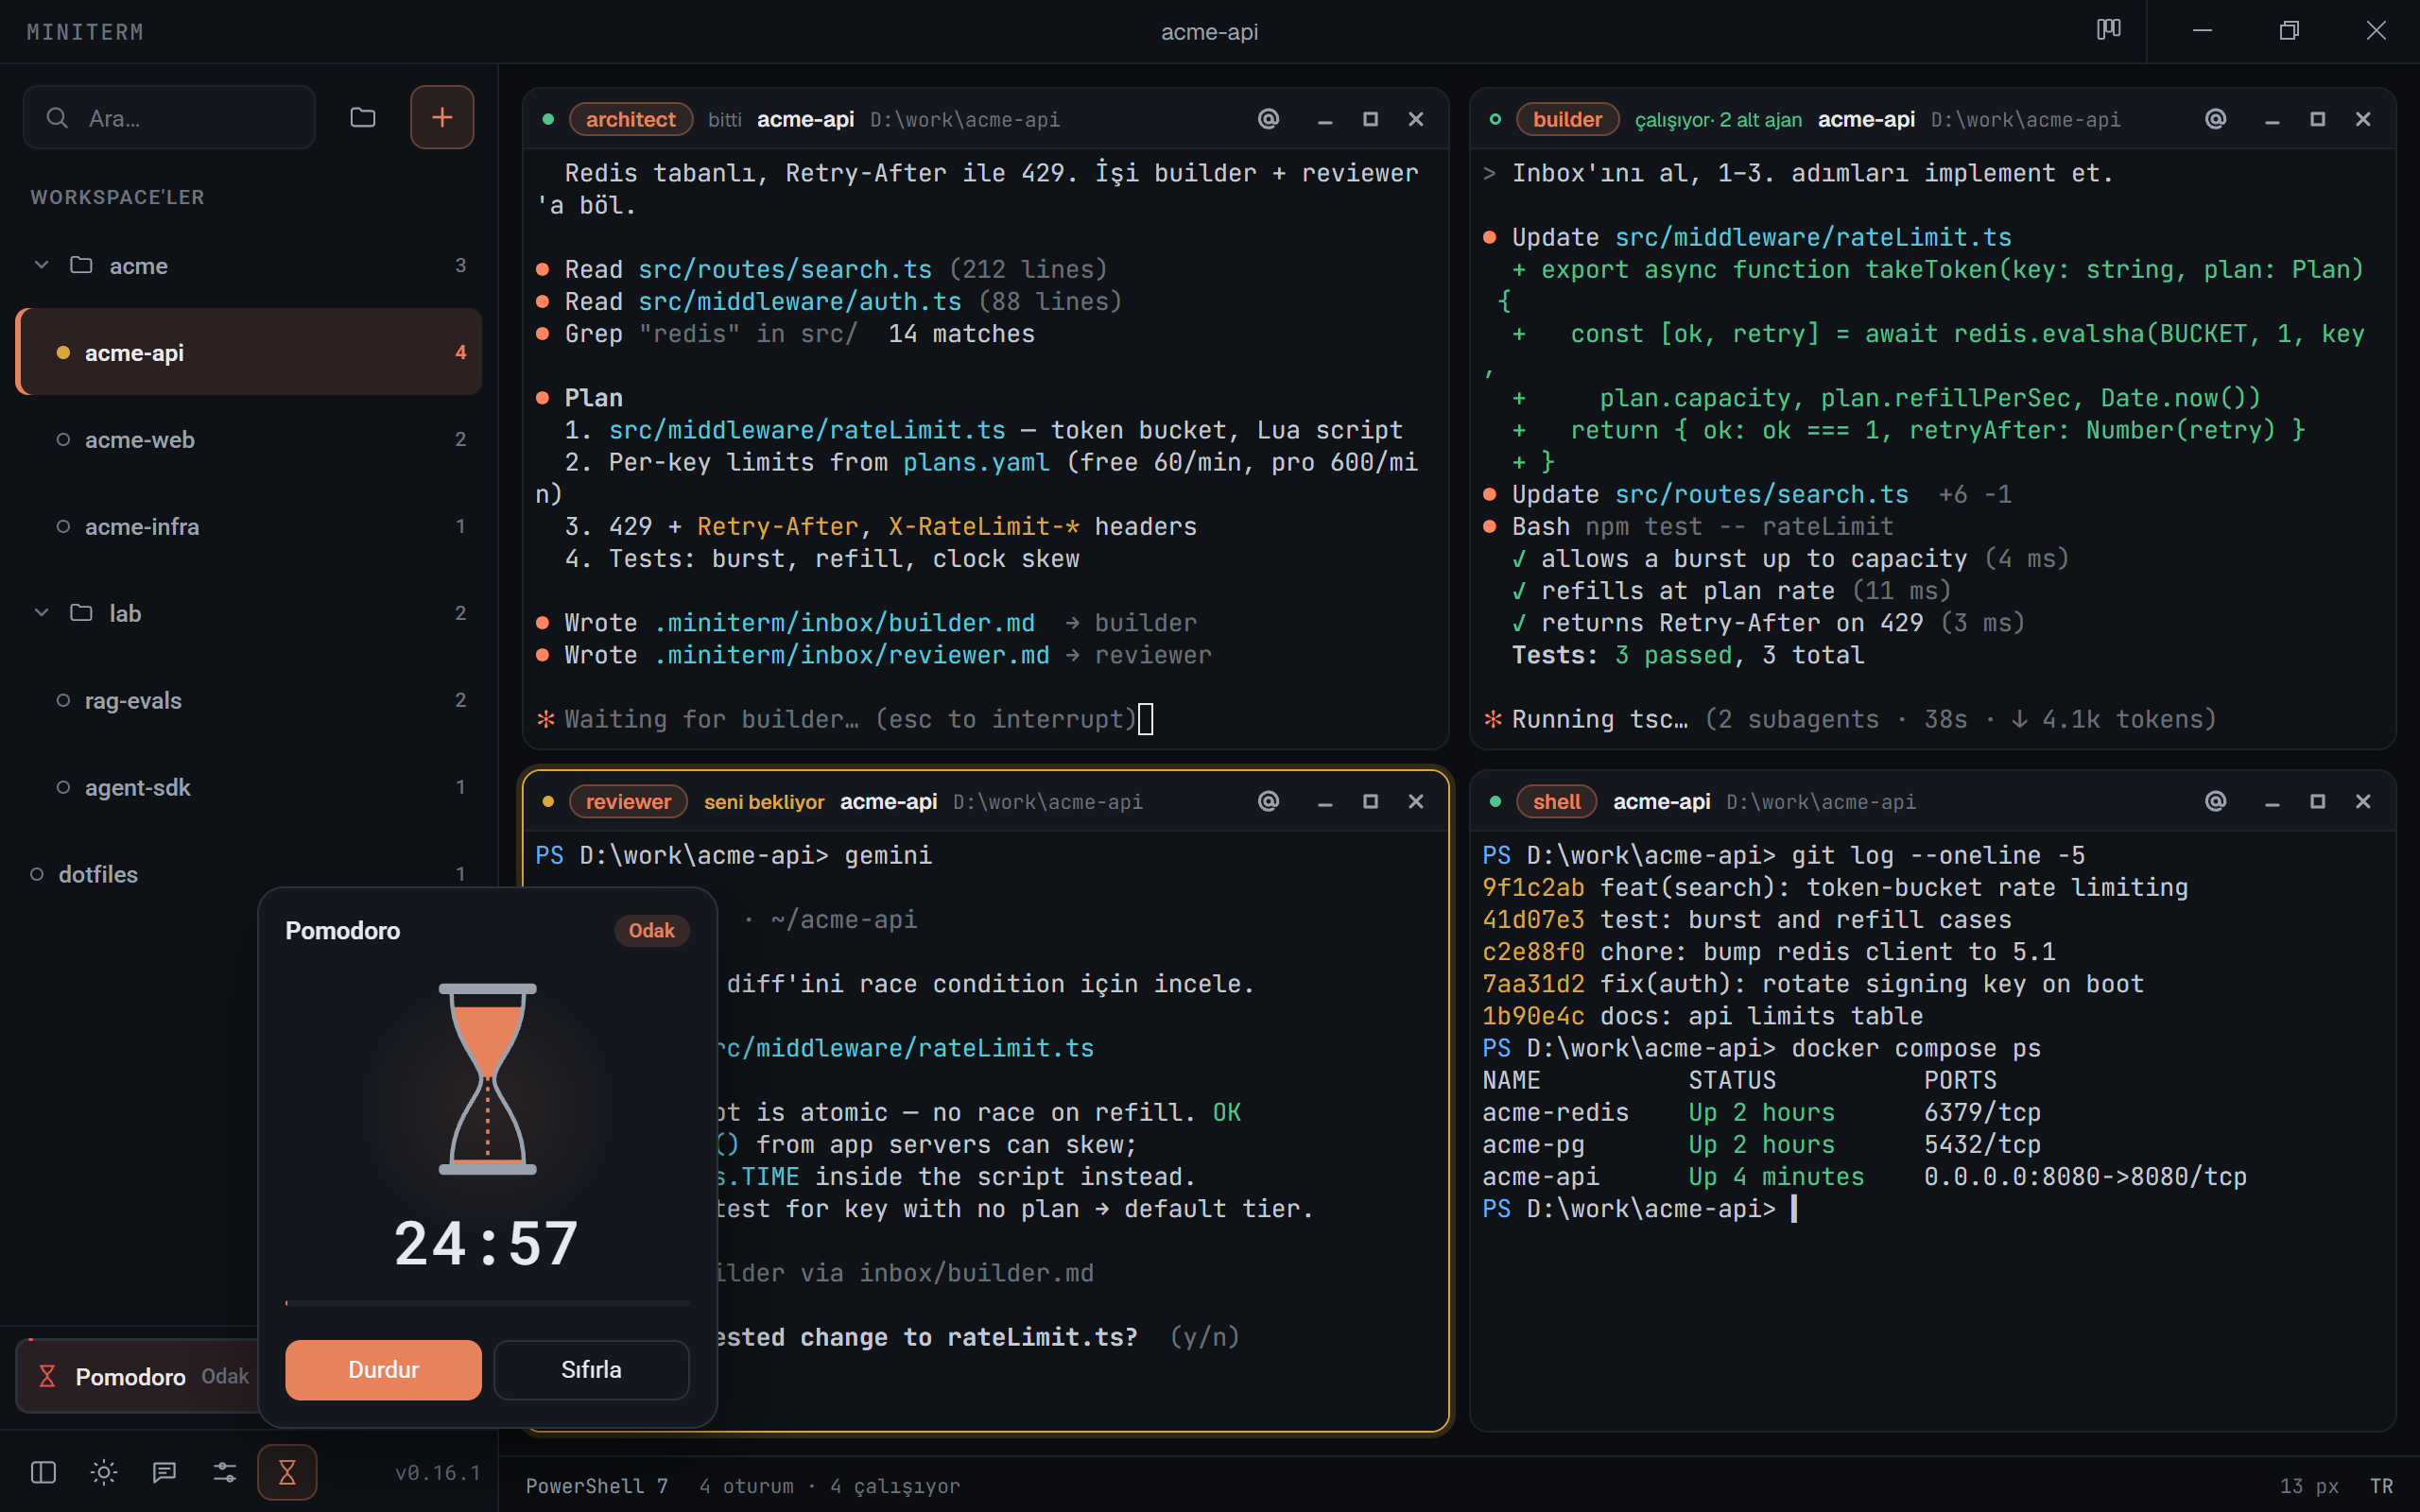 MINITERM
acme-api
Ara...
WORKSPACE'LER
acme 3
acme-api 4
acme-web 2
acme-infra 1
lab 2
rag-evals 2
agent-sdk 1
dotfiles 1
architect bitti acme-api D:\work\acme-api
Redis tabanlı, Retry-After ile 429. İşi builder + reviewer
'a böl.
Read src/routes/search.ts (212 lines)
Read src/middleware/auth.ts (88 lines)
Grep "redis" in src/ 14 matches
Plan
1. src/middleware/rateLimit.ts — token bucket, Lua script
2. Per-key limits from plans.yaml (free 60/min, pro 600/mi
n)
3. 429 + Retry-After, X-RateLimit-* headers
4. Tests: burst, refill, clock skew
Wrote .miniterm/inbox/builder.md → builder
Wrote .miniterm/inbox/reviewer.md → reviewer
* Waiting for builder… (esc to interrupt)
builder çalışıyor· 2 alt ajan acme-api D:\work\acme-api
> Inbox'ını al, 1–3. adımları implement et.
Update src/middleware/rateLimit.ts
+ export async function takeToken(key: string, plan: Plan)
{
+ const [ok, retry] = await redis.evalsha(BUCKET, 1, key
,
+ plan.capacity, plan.refillPerSec, Date.now())
+ return { ok: ok === 1, retryAfter: Number(retry) }
+ }
Update src/routes/search.ts +6 -1
Bash npm test -- rateLimit
✓ allows a burst up to capacity (4 ms)
✓ refills at plan rate (11 ms)
✓ returns Retry-After on 429 (3 ms)
Tests: 3 passed, 3 total
* Running tsc… (2 subagents · 38s · ↓ 4.1k tokens)
reviewer seni bekliyor acme-api D:\work\acme-api
PS D:\work\acme-api> gemini
· ~/acme-api
diff'ini race condition için incele.
rc/middleware/rateLimit.ts
pt is atomic — no race on refill. OK
() from app servers can skew;
s.TIME inside the script instead.
test for key with no plan → default tier.
ilder via inbox/builder.md
ested change to rateLimit.ts? (y/n)
shell acme-api D:\work\acme-api
PS D:\work\acme-api> git log --oneline -5
9f1c2ab feat(search): token-bucket rate limiting
41d07e3 test: burst and refill cases
c2e88f0 chore: bump redis client to 5.1
7aa31d2 fix(auth): rotate signing key on boot
1b90e4c docs: api limits table
PS D:\work\acme-api> docker compose ps
NAME STATUS PORTS
acme-redis Up 2 hours 6379/tcp
acme-pg Up 2 hours 5432/tcp
acme-api Up 4 minutes 0.0.0.0:8080->8080/tcp
PS D:\work\acme-api>
Pomodoro Odak
24:57
Durdur Sıfırla
Pomodoro Odak
v0.16.1
PowerShell 7 4 oturum · 4 çalışıyor
13 px TR